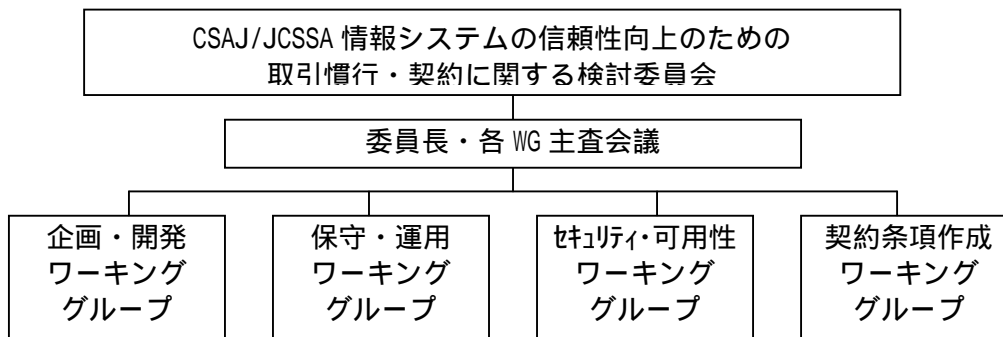 CSAJ/JCSSA 情報システムの信頼性向上のための
取引慣行・契約に関する検討委員会
委員長・各 WG 主査会議
企画・開発
ワーキング
グループ
保守・運用
ワーキング
グループ
ｾｷｭﾘﾃｨ・可用性
ワーキング
グループ
契約条項作成
ワーキング
グループ